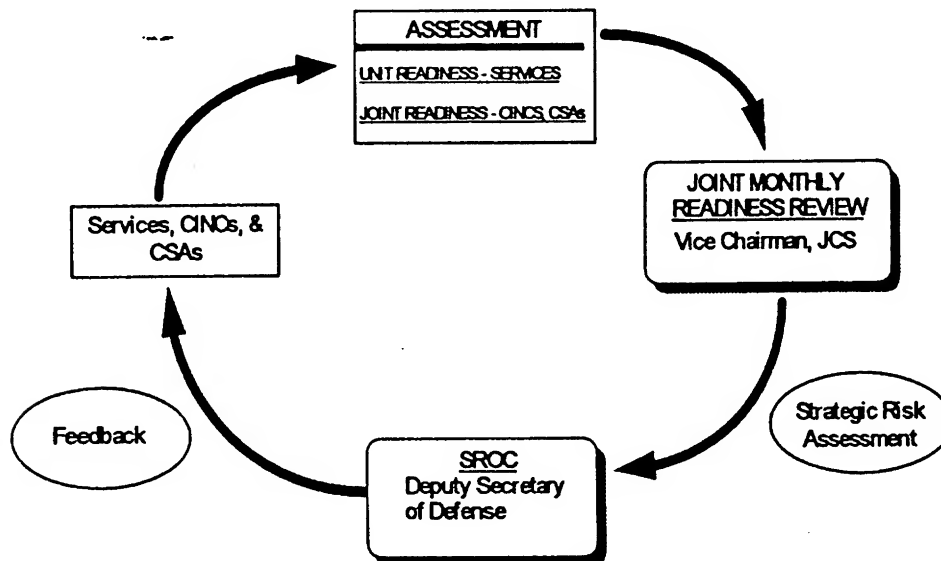 ASSESSMENT
UNIT READINESS - SERVICES
JOINT READINESS - CINCS, CSAs
JOINT MONTHLY
READINESS REVIEW
Vice Chairman, JCS
Services, CINCs, &
CSAs
Feedback
Strategic Risk
Assessment
SROC
Deputy Secretary
of Defense